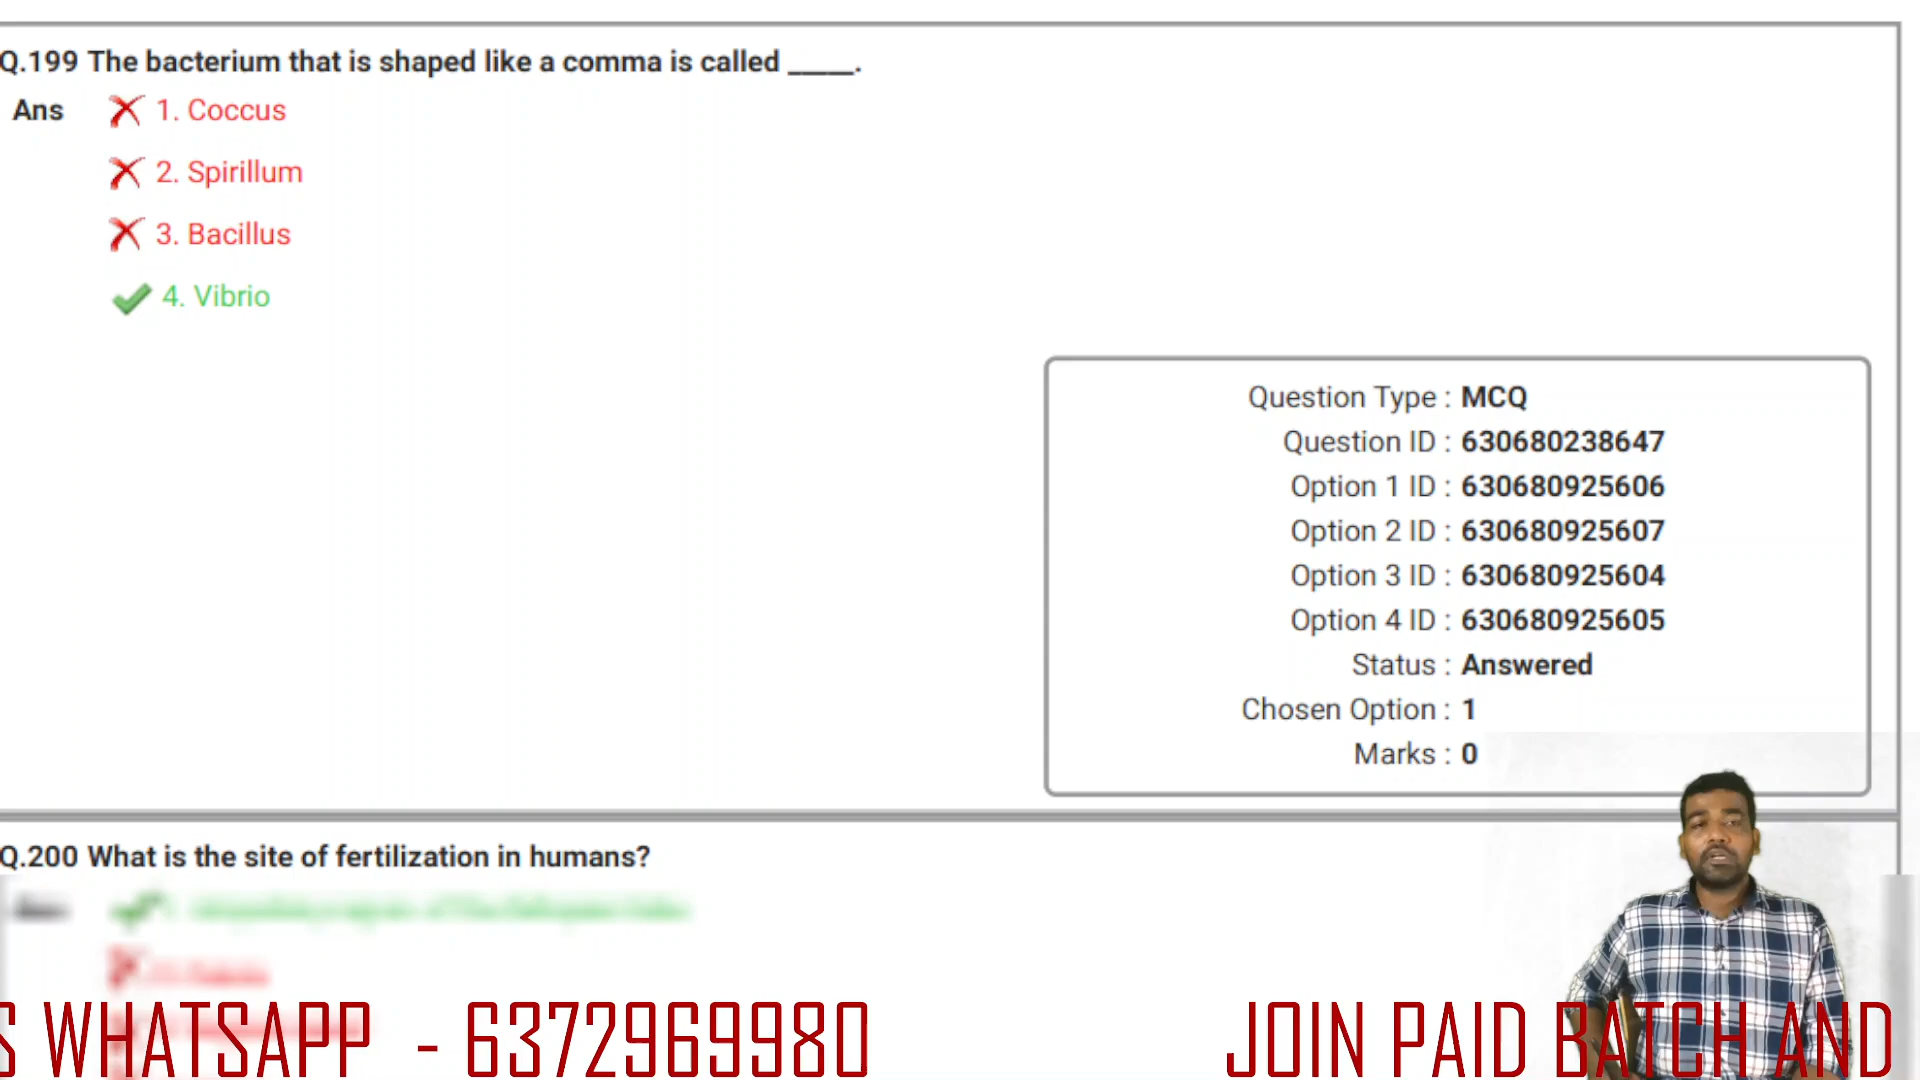 Q.199 The bacterium that is shaped like a comma is called _____.
Ans 1. Coccus
2. Spirillum
3. Bacillus
4. Vibrio
Question Type : MCQ
Question ID : 630680238647
Option 1 ID : 630680925606
Option 2 ID : 630680925607
Option 3 ID : 630680925604
Option 4 ID : 630680925605
Status : Answered
Chosen Option : 1
Marks : 0
Q.200 What is the site of fertilization in humans?
S WHATSAPP - 6372969980 JOIN PAID BATCH AND